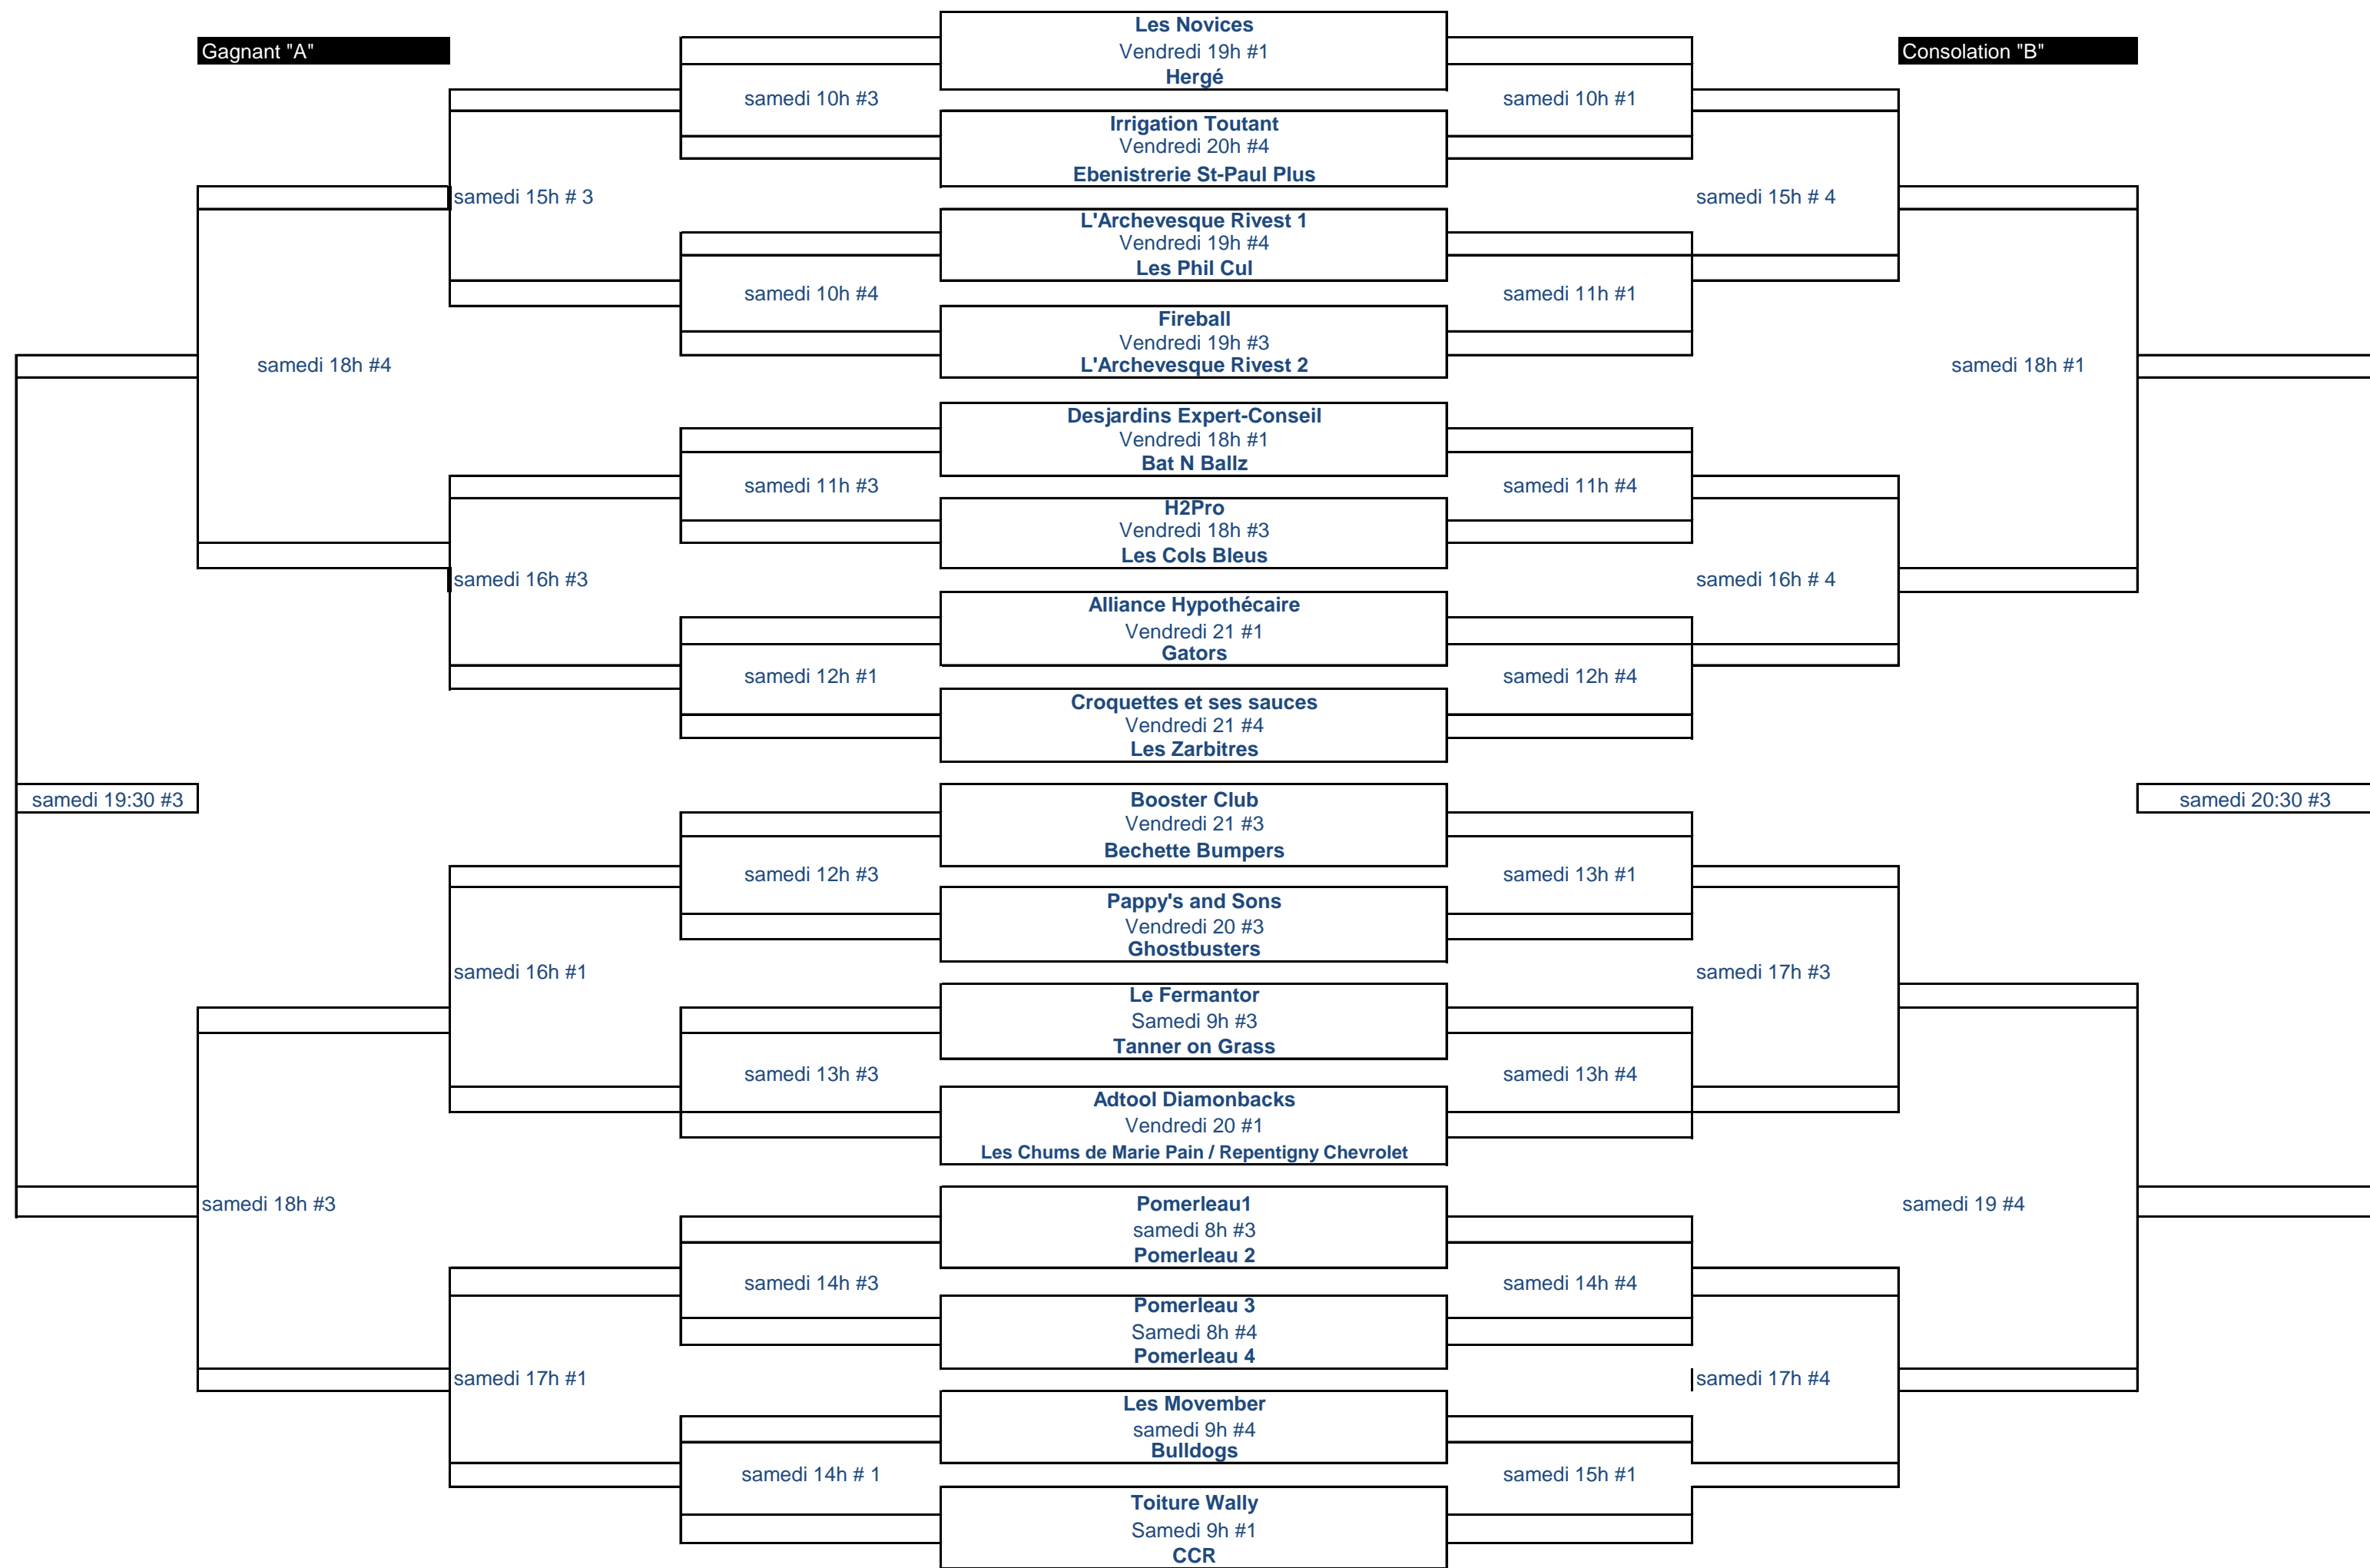 Les Novices
Gagnant "A"
Vendredi 19h #1
Consolation "B"
Hergé
samedi 10h #3
samedi 10h #1
Irrigation Toutant
Vendredi 20h #4
Ebenistrerie St-Paul Plus
samedi 15h # 3
samedi 15h # 4
L'Archevesque Rivest 1
Vendredi 19h #4
Les Phil Cul
samedi 10h #4
samedi 11h #1
Fireball
Vendredi 19h #3
L'Archevesque Rivest 2
samedi 18h #4
samedi 18h #1
Desjardins Expert-Conseil
Vendredi 18h #1
Bat N Ballz
samedi 11h #3
samedi 11h #4
H2Pro
Vendredi 18h #3
Les Cols Bleus
samedi 16h #3
samedi 16h # 4
Alliance Hypothécaire
Vendredi 21 #1
Gators
samedi 12h #1
samedi 12h #4
Croquettes et ses sauces
Vendredi 21 #4
Les Zarbitres
samedi 19:30 #3
Booster Club
samedi 20:30 #3
Vendredi 21 #3
Bechette Bumpers
samedi 12h #3
samedi 13h #1
Pappy's and Sons
Vendredi 20 #3
Ghostbusters
samedi 16h #1
samedi 17h #3
Le Fermantor
Samedi 9h #3
Tanner on Grass
samedi 13h #3
samedi 13h #4
Adtool Diamonbacks
Vendredi 20 #1
Les Chums de Marie Pain / Repentigny Chevrolet
samedi 18h #3
Pomerleau1
samedi 19 #4
samedi 8h #3
Pomerleau 2
samedi 14h #3
samedi 14h #4
Pomerleau 3
Samedi 8h #4
Pomerleau 4
samedi 17h #1
samedi 17h #4
Les Movember
samedi 9h #4
Bulldogs
samedi 14h # 1
samedi 15h #1
Toiture Wally
Samedi 9h #1
CCR